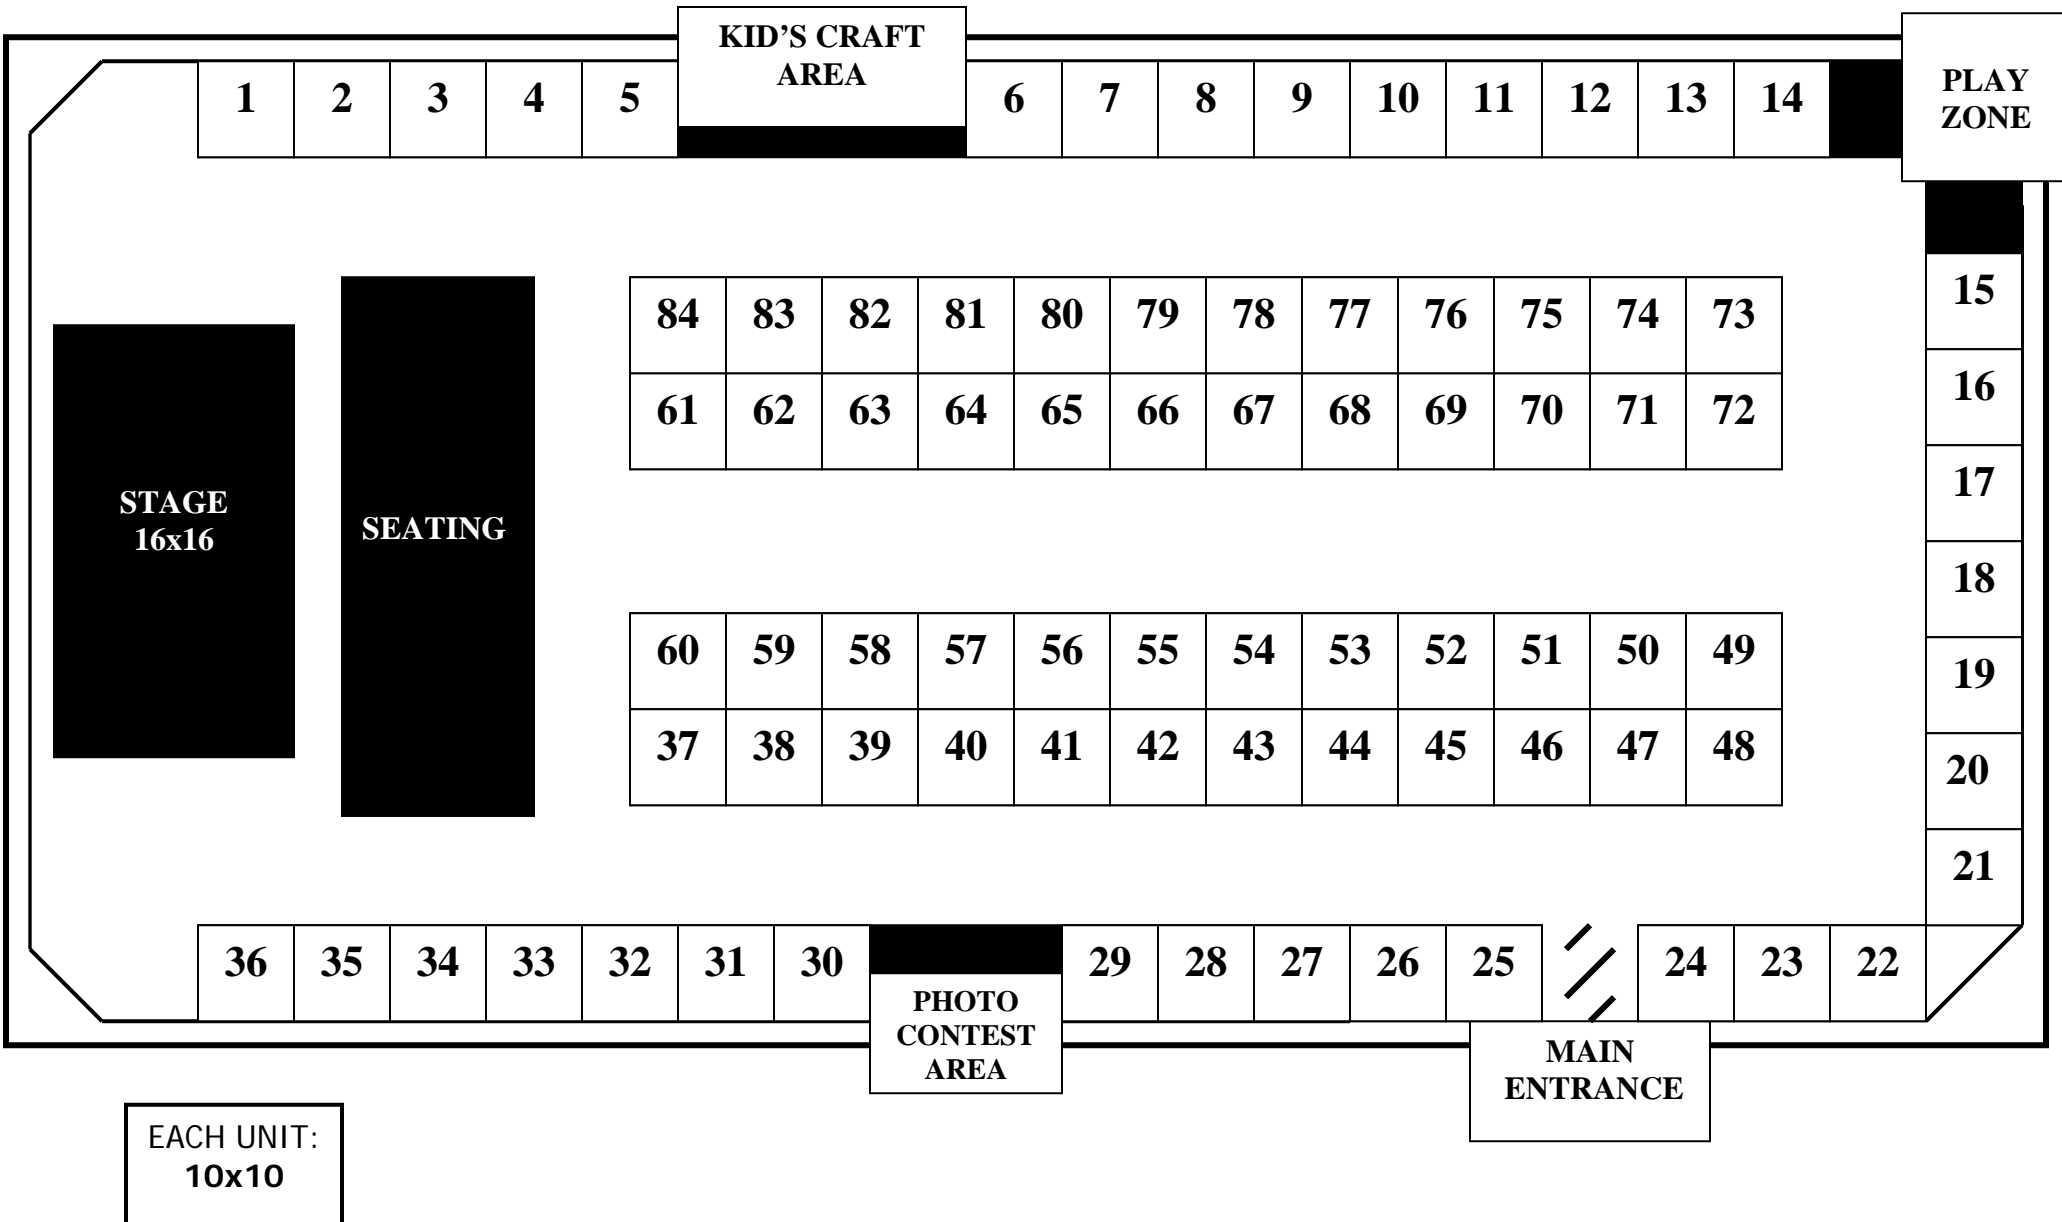 KID'S CRAFT
AREA
PLAY
ZONE
1 2 3 4 5 6 7 8 9 10 11 12 13 14
15
16
17
18
19
20
21
84 83 82 81 80 79 78 77 76 75 74 73
61 62 63 64 65 66 67 68 69 70 71 72
STAGE
16x16
SEATING
60 59 58 57 56 55 54 53 52 51 50 49
37 38 39 40 41 42 43 44 45 46 47 48
36 35 34 33 32 31 30 29 28 27 26 25 24 23 22
PHOTO
CONTEST
AREA
MAIN
ENTRANCE
EACH UNIT:
10x10